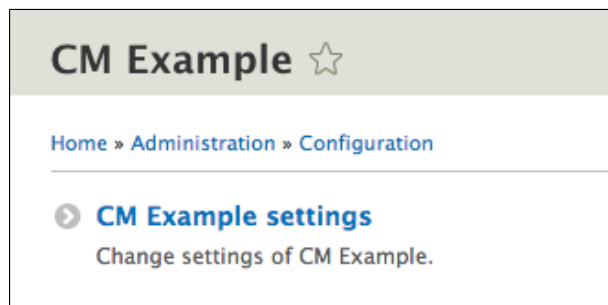 CM Example
Home » Administration » Configuration
CM Example settings
Change settings of CM Example.